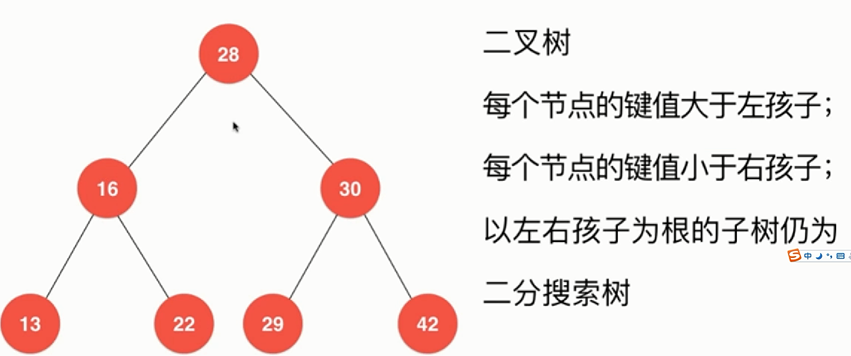 28
二叉树
每个节点的键值大于左孩子；
16
30
每个节点的键值小于右孩子；
以左右孩子为根的子树仍为
中
13
22
29
42
二分搜索树